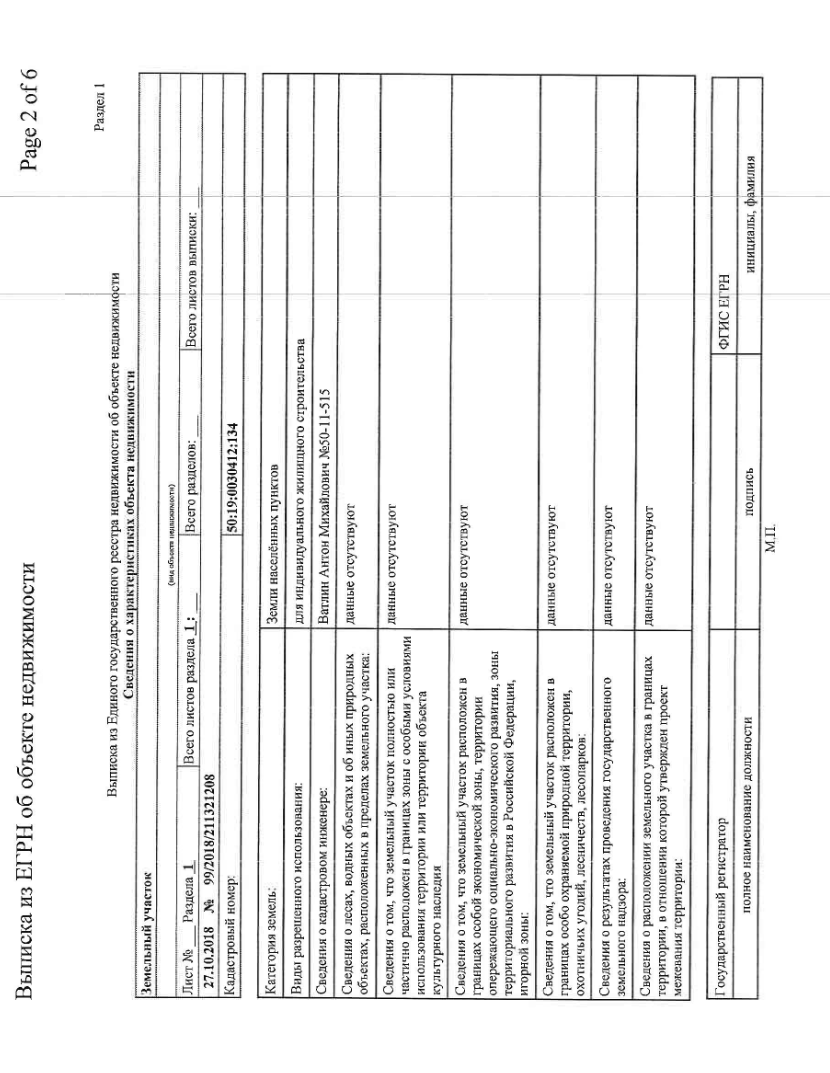 Выписка из ЕГРН об объекте недвижимости
Page 2 of 6
Раздел 1
Выписка из Единого государственного реестра недвижимости об объекте недвижимости
Сведения о характеристиках объекта недвижимости
Земельный участок
(вид объекта недвижимости)
Лист № ___ Раздела 1
Всего листов раздела 1 : ___
Всего разделов: ___
Всего листов выписки: ___
27.10.2018 № 99/2018/211321208
Кадастровый номер:
50:19:0030412:134
Категория земель:
Земли населённых пунктов
Виды разрешенного использования:
для индивидуального жилищного строительства
Сведения о кадастровом инженере:
Ватлин Антон Михайлович №50-11-515
Сведения о лесах, водных объектах и об иных природных
объектах, расположенных в пределах земельного участка:
данные отсутствуют
Сведения о том, что земельный участок полностью или
частично расположен в границах зоны с особыми условиями
использования территории или территории объекта
культурного наследия
данные отсутствуют
Сведения о том, что земельный участок расположен в
границах особой экономической зоны, территории
опережающего социально-экономического развития, зоны
территориального развития в Российской Федерации,
игорной зоны:
данные отсутствуют
Сведения о том, что земельный участок расположен в
границах особо охраняемой природной территории,
охотничьих угодий, лесничеств, лесопарков:
данные отсутствуют
Сведения о результатах проведения государственного
земельного надзора:
данные отсутствуют
Сведения о расположении земельного участка в границах
территории, в отношении которой утвержден проект
межевания территории:
данные отсутствуют
Государственный регистратор
ФГИС ЕГРН
полное наименование должности
подпись
инициалы, фамилия
М.П.